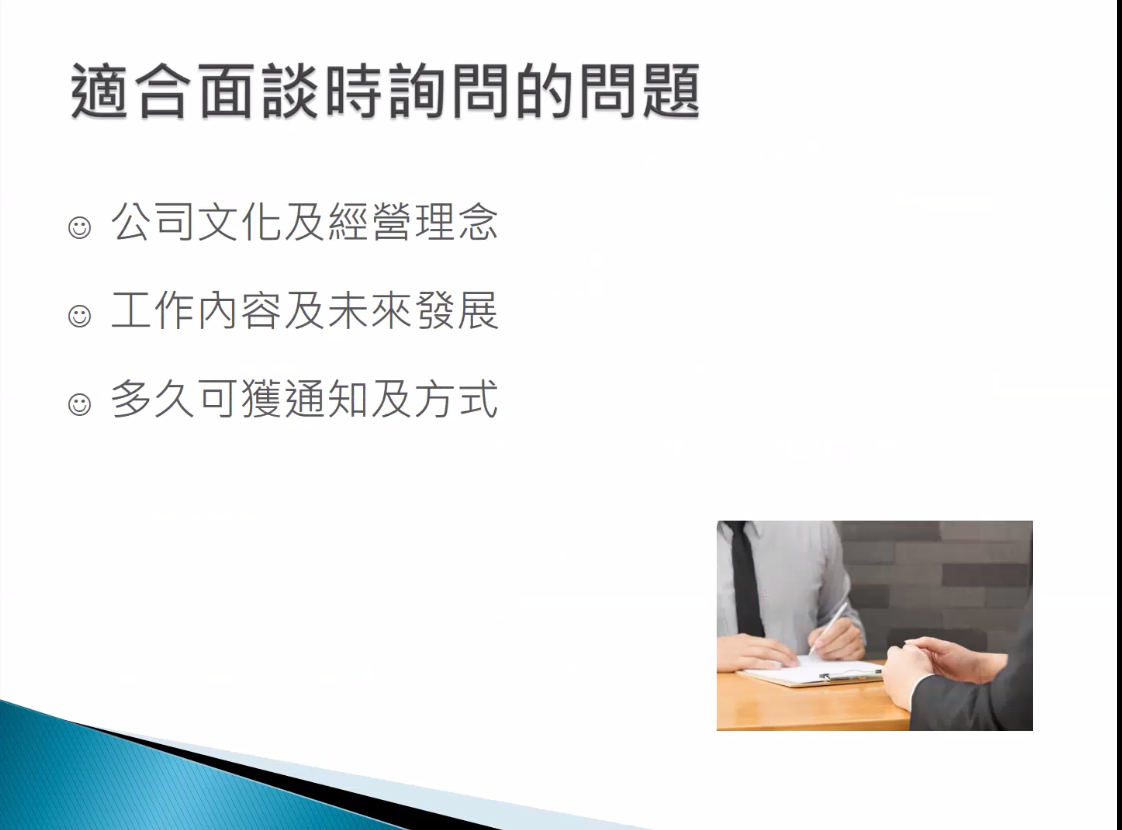 適合面談時詢問的問題
公司文化及經營理念
工作內容及未來發展
多久可獲通知及方式